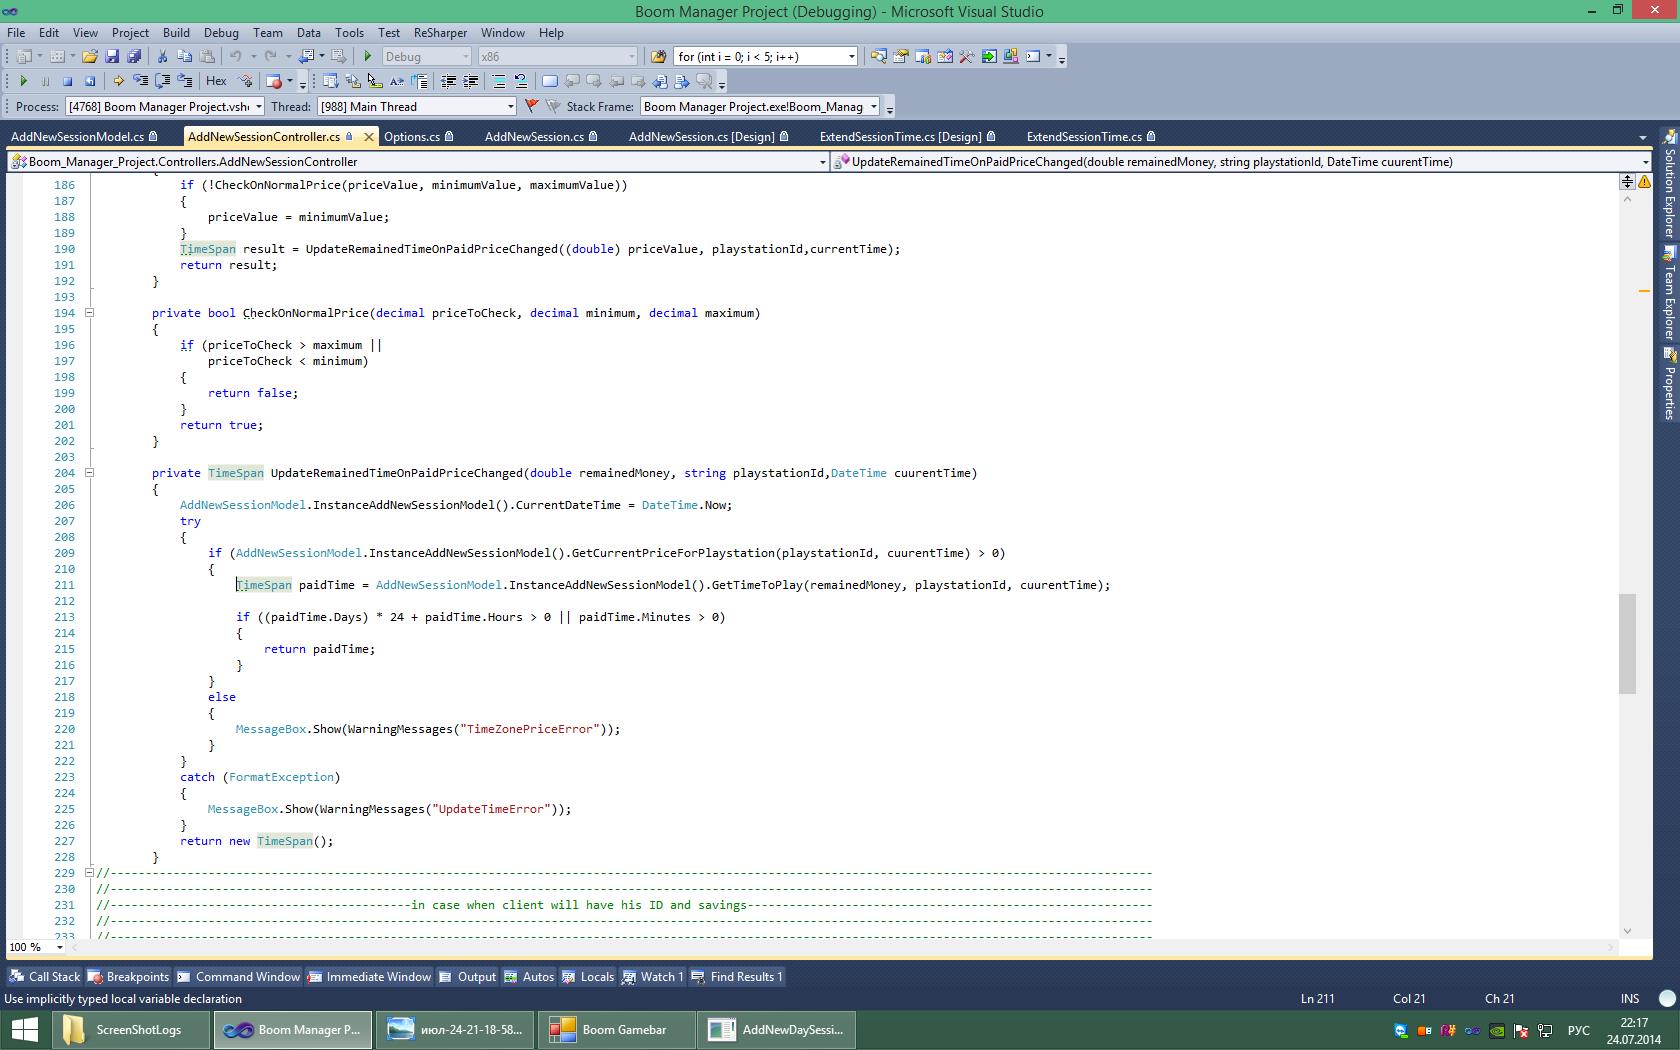 Boom Manager Project (Debugging) - Microsoft Visual Studio
File Edit View Project Build Debug Team Data Tools Test ReSharper Window Help
Debug x86 for (int i = 0; i < 5; i++)
Hex
Process: [4768] Boom Manager Project.vsh Thread: [988] Main Thread Stack Frame: Boom Manager Project.exe!Boom_Manag
AddNewSessionModel.cs AddNewSessionController.cs Options.cs AddNewSession.cs AddNewSession.cs [Design] ExtendSessionTime.cs [Design] ExtendSessionTime.cs
Boom_Manager_Project.Controllers.AddNewSessionController UpdateRemainedTimeOnPaidPriceChanged(double remainedMoney, string playstationId, DateTime cuurentTime)
186 if (!CheckOnNormalPrice(priceValue, minimumValue, maximumValue))
187 {
188 priceValue = minimumValue;
189 }
190 TimeSpan result = UpdateRemainedTimeOnPaidPriceChanged((double) priceValue, playstationId,currentTime);
191 return result;
192 }
193
194 private bool CheckOnNormalPrice(decimal priceToCheck, decimal minimum, decimal maximum)
195 {
196 if (priceToCheck > maximum ||
197 priceToCheck < minimum)
198 {
199 return false;
200 }
201 return true;
202 }
203
204 private TimeSpan UpdateRemainedTimeOnPaidPriceChanged(double remainedMoney, string playstationId,DateTime cuurentTime)
205 {
206 AddNewSessionModel.InstanceAddNewSessionModel().CurrentDateTime = DateTime.Now;
207 try
208 {
209 if (AddNewSessionModel.InstanceAddNewSessionModel().GetCurrentPriceForPlaystation(playstationId, cuurentTime) > 0)
210 {
211 TimeSpan paidTime = AddNewSessionModel.InstanceAddNewSessionModel().GetTimeToPlay(remainedMoney, playstationId, cuurentTime);
212
213 if ((paidTime.Days) * 24 + paidTime.Hours > 0 || paidTime.Minutes > 0)
214 {
215 return paidTime;
216 }
217 }
218 else
219 {
220 MessageBox.Show(WarningMessages("TimeZonePriceError"));
221 }
222 }
223 catch (FormatException)
224 {
225 MessageBox.Show(WarningMessages("UpdateTimeError"));
226 }
227 return new TimeSpan();
228 }
229 //-----------------------------------------------------------------------------------------------------------------------------------------------------
230 //-----------------------------------------------------------------------------------------------------------------------------------------------------
231 //-------------------------------------------in case when client will have his ID and savings----------------------------------------------------------
232 //-----------------------------------------------------------------------------------------------------------------------------------------------------
233 //-----------------------------------------------------------------------------------------------------------------------------------------------------
Solution Explorer
Team Explorer
Properties
100 %
Call Stack Breakpoints Command Window Immediate Window Output Autos Locals Watch 1 Find Results 1
Use implicitly typed local variable declaration Ln 211 Col 21 Ch 21 INS
ScreenShotLogs Boom Manager P... июл-24-21-18-58... Boom Gamebar AddNewDaySessi... РУС 22:17
24.07.2014